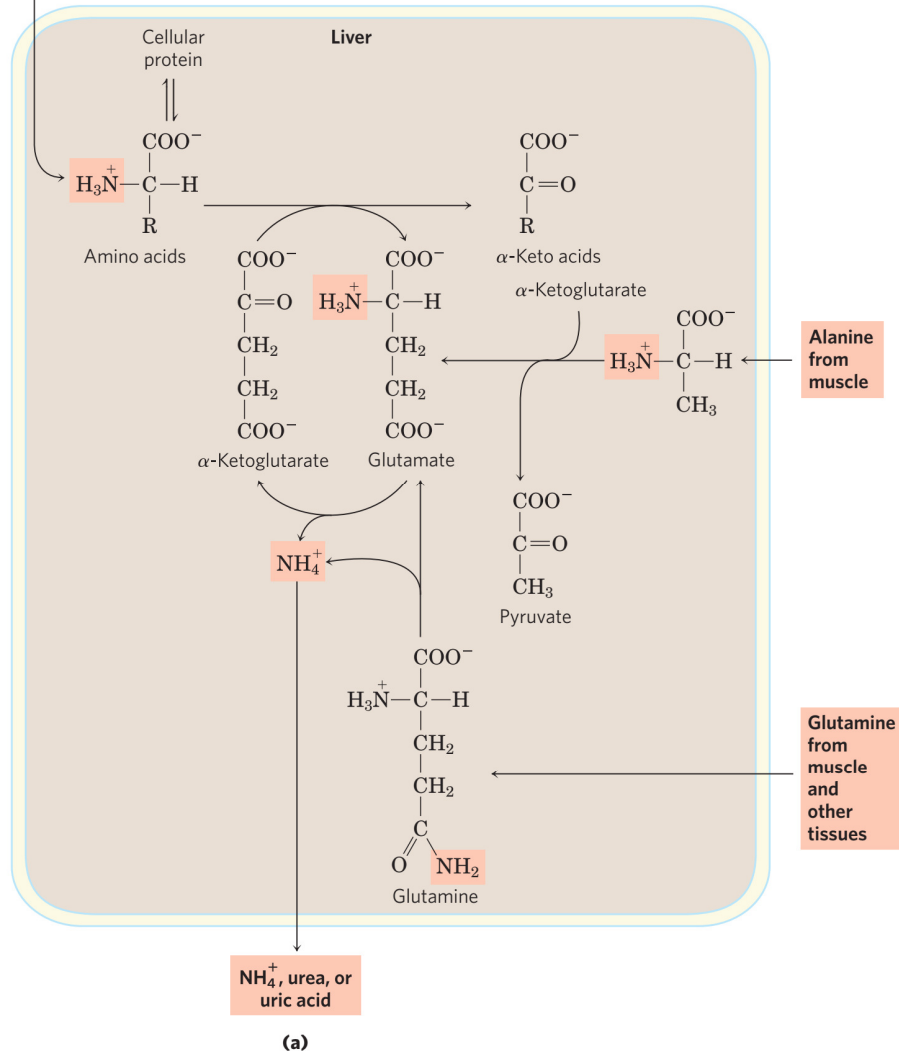 Cellular
protein
Liver
COO⁻
H₃N⁺—C—H
R
Amino acids
COO⁻
C=O
R
α-Keto acids
COO⁻
C=O
CH₂
CH₂
COO⁻
α-Ketoglutarate
COO⁻
H₃N⁺—C—H
CH₂
CH₂
COO⁻
Glutamate
α-Ketoglutarate
COO⁻
H₃N⁺—C—H
CH₃
Alanine
from
muscle
COO⁻
C=O
CH₃
Pyruvate
NH₄⁺
COO⁻
H₃N⁺—C—H
CH₂
CH₂
C
O NH₂
Glutamine
Glutamine
from
muscle
and
other
tissues
NH₄⁺, urea, or
uric acid
(a)